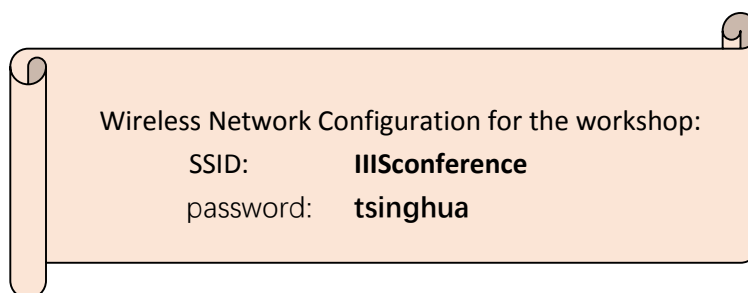 Wireless Network Configuration for the workshop:
SSID: IIISconference
password: tsinghua